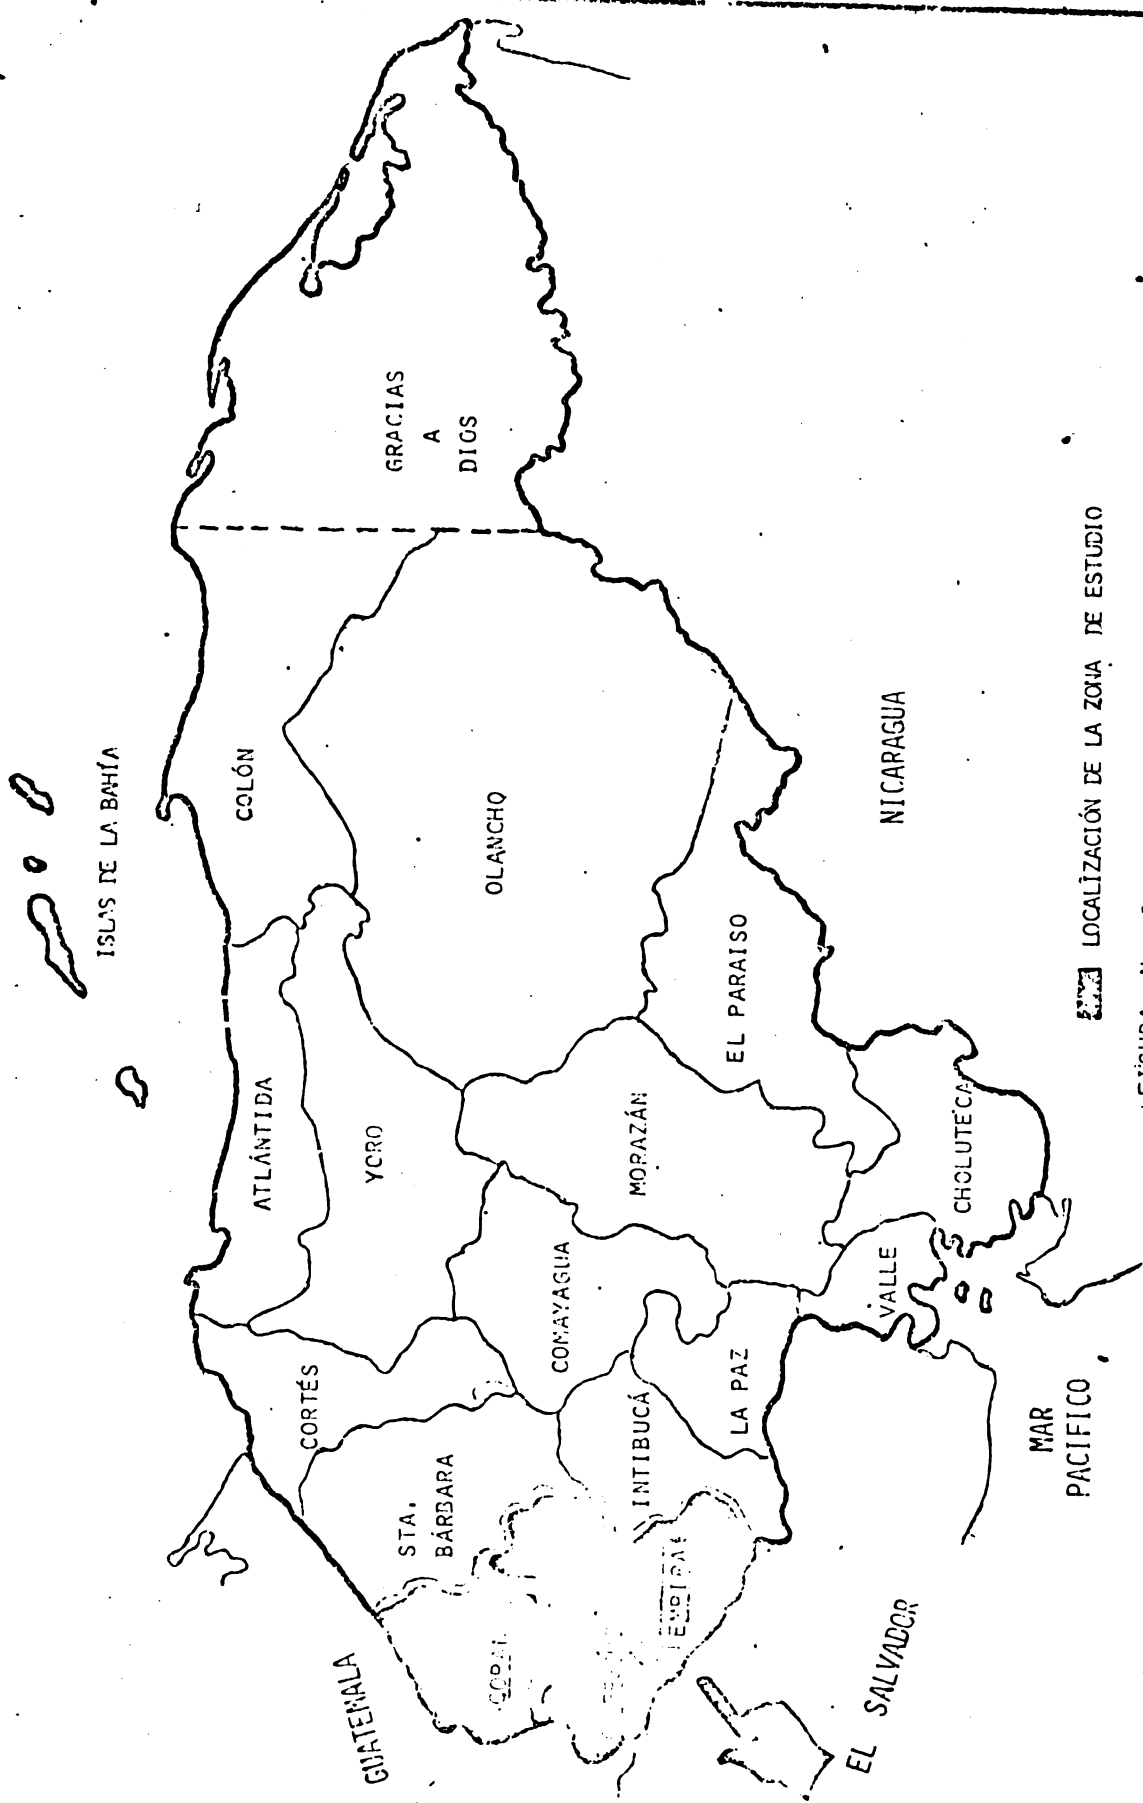 ISLAS DE LA BAHÍA
GUATEMALA
CORTÉS
ATLÁNTIDA
COLÓN
GRACIAS
A
DIOS
STA.
BÁRBARA
YORO
OLANCHO
COMAYAGUA
INTIBUCÁ
MORAZÁN
LA PAZ
EL PARAISO
VALLE
CHOLUTECA
NICARAGUA
EL SALVADOR
MAR
PACIFICO
LOCALIZACIÓN DE LA ZONA DE ESTUDIO